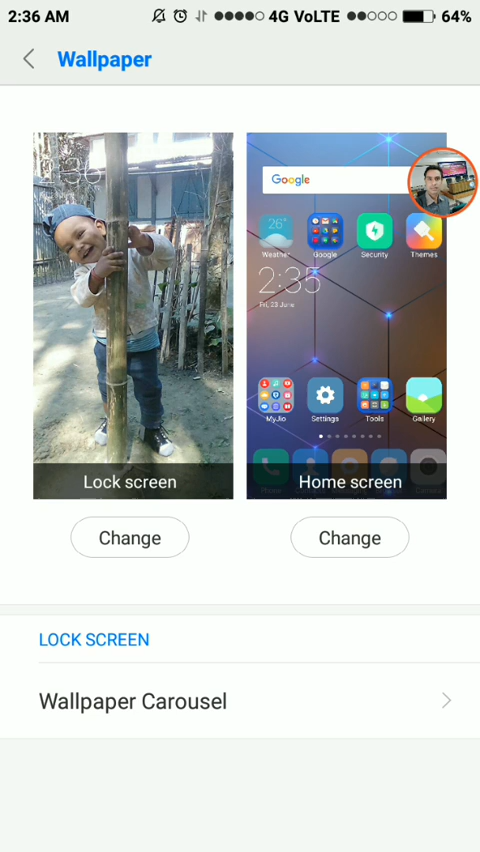 2:36 AM 4G VoLTE 64%
Wallpaper
Google
26°
Weather Google Security Themes
2:35
Fri, 23 June
MyJio Settings Tools Gallery
Lock screen
Home screen
Change
Change
LOCK SCREEN
Wallpaper Carousel